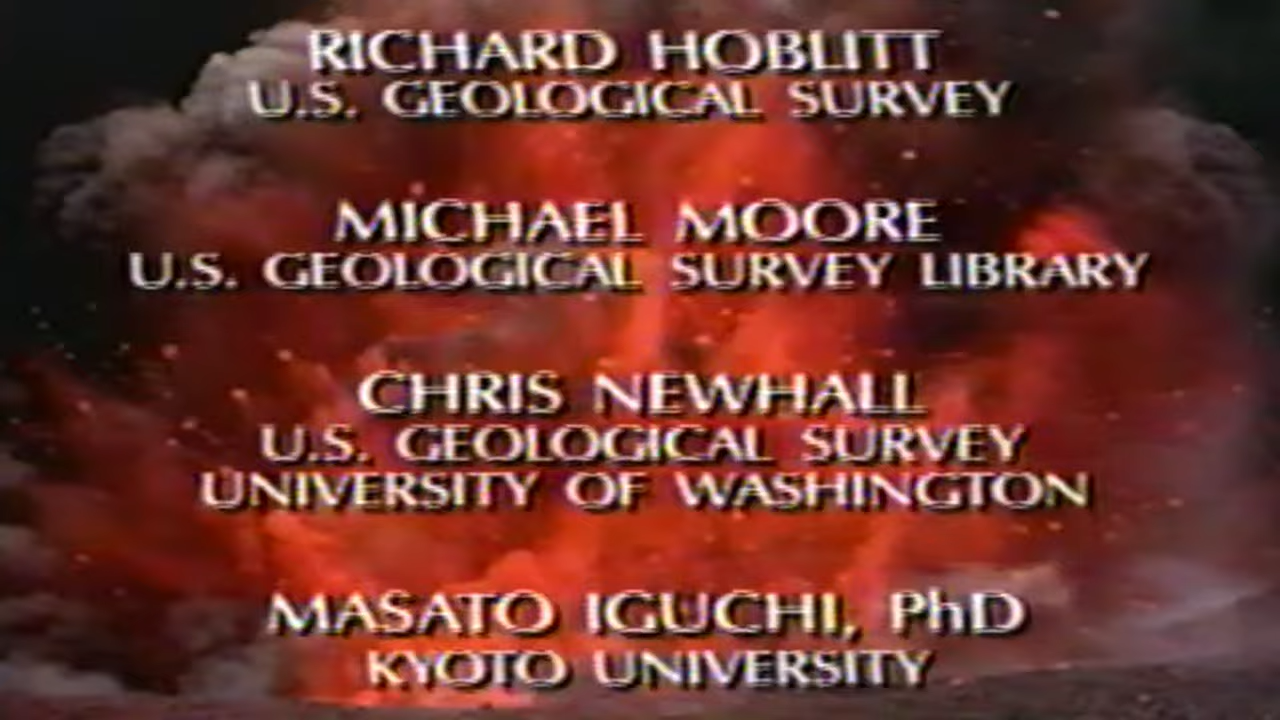 RICHARD HOBLITT
U.S. GEOLOGICAL SURVEY
MICHAEL MOORE
U.S. GEOLOGICAL SURVEY LIBRARY
CHRIS NEWHALL
U.S. GEOLOGICAL SURVEY
UNIVERSITY OF WASHINGTON
MASATO IGUCHI, PhD
KYOTO UNIVERSITY